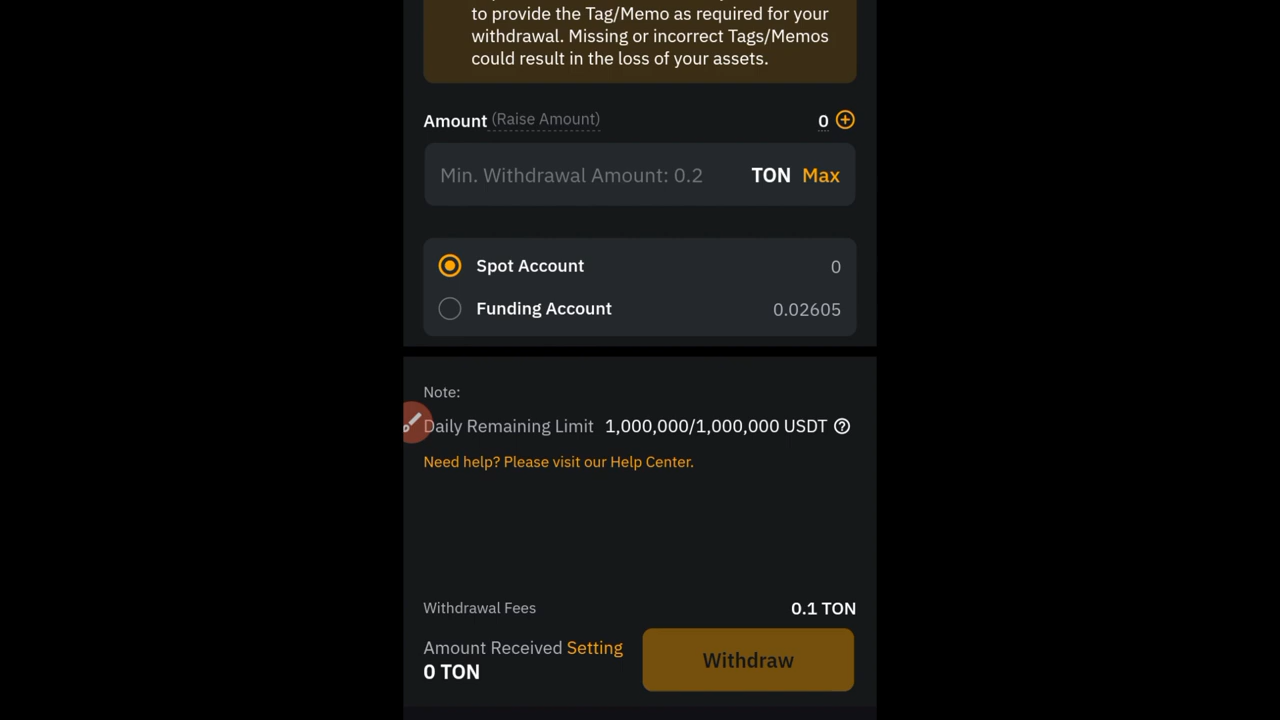 to provide the Tag/Memo as required for your
withdrawal. Missing or incorrect Tags/Memos
could result in the loss of your assets.
Amount (Raise Amount) 0
Min. Withdrawal Amount: 0.2 TON Max
Spot Account 0
Funding Account 0.02605
Note:
Daily Remaining Limit 1,000,000/1,000,000 USDT
Need help? Please visit our Help Center.
Withdrawal Fees 0.1 TON
Amount Received Setting
0 TON
Withdraw